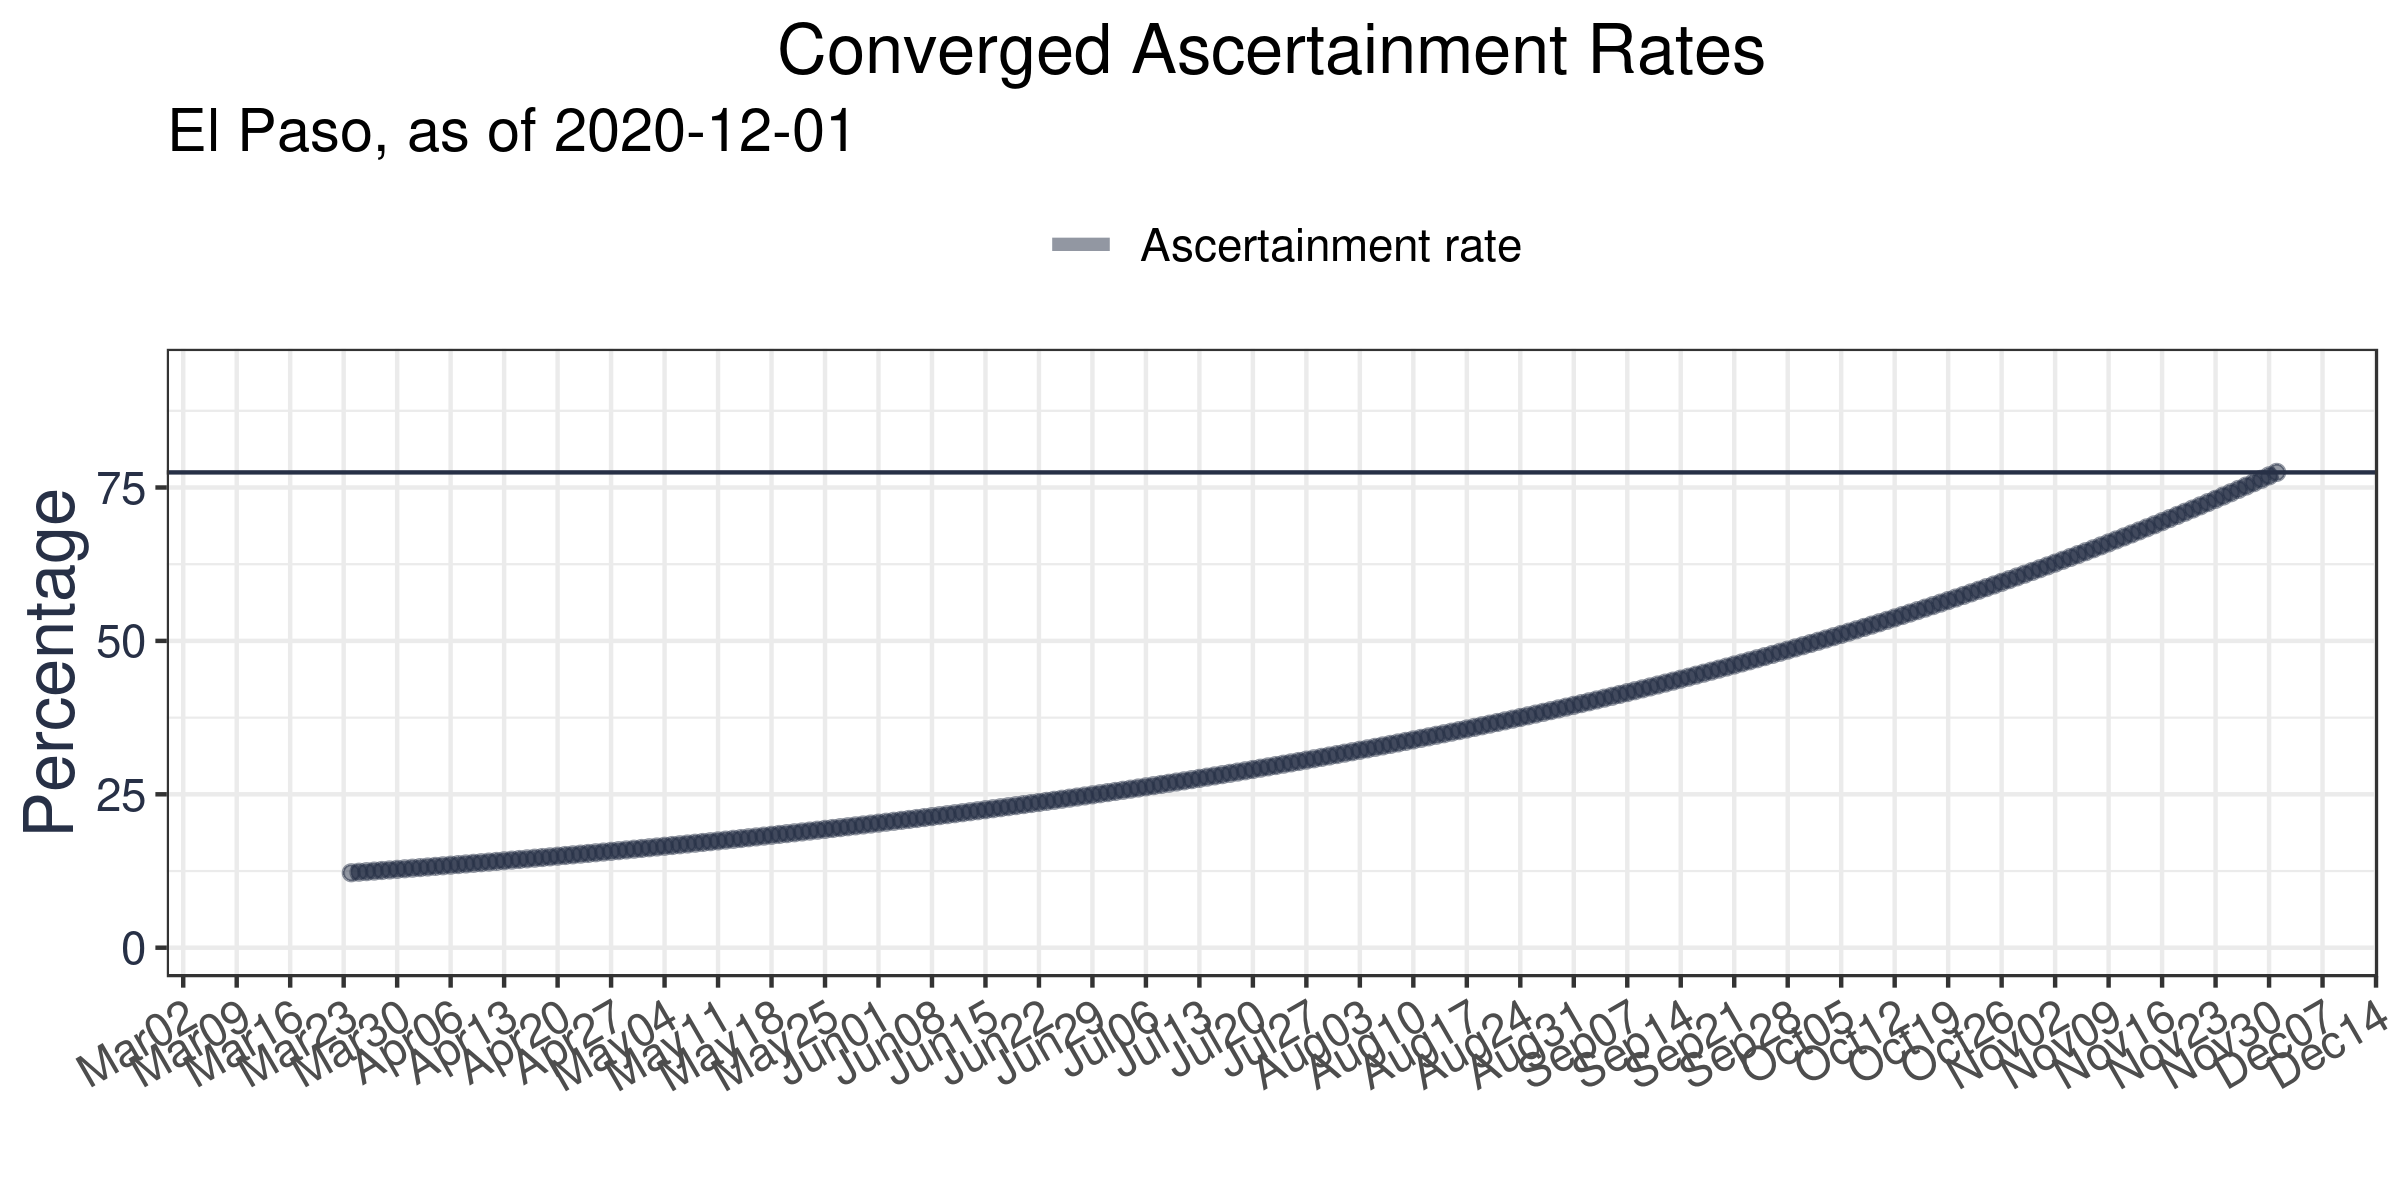 Converged Ascertainment Rates
El Paso, as of 2020-12-01
Ascertainment rate
Percentage
75
50
25
0
Mar02 Mar09 Mar16 Mar23 Mar30 Apr06 Apr13 Apr20 Apr27 May04 May11 May18 May25 Jun01 Jun08 Jun15 Jun22 Jun29 Jul06 Jul13 Jul20 Jul27 Aug03 Aug10 Aug17 Aug24 Aug31 Sep07 Sep14 Sep21 Sep28 Oct05 Oct12 Oct19 Oct26 Nov02 Nov09 Nov16 Nov23 Nov30 Dec07 Dec14